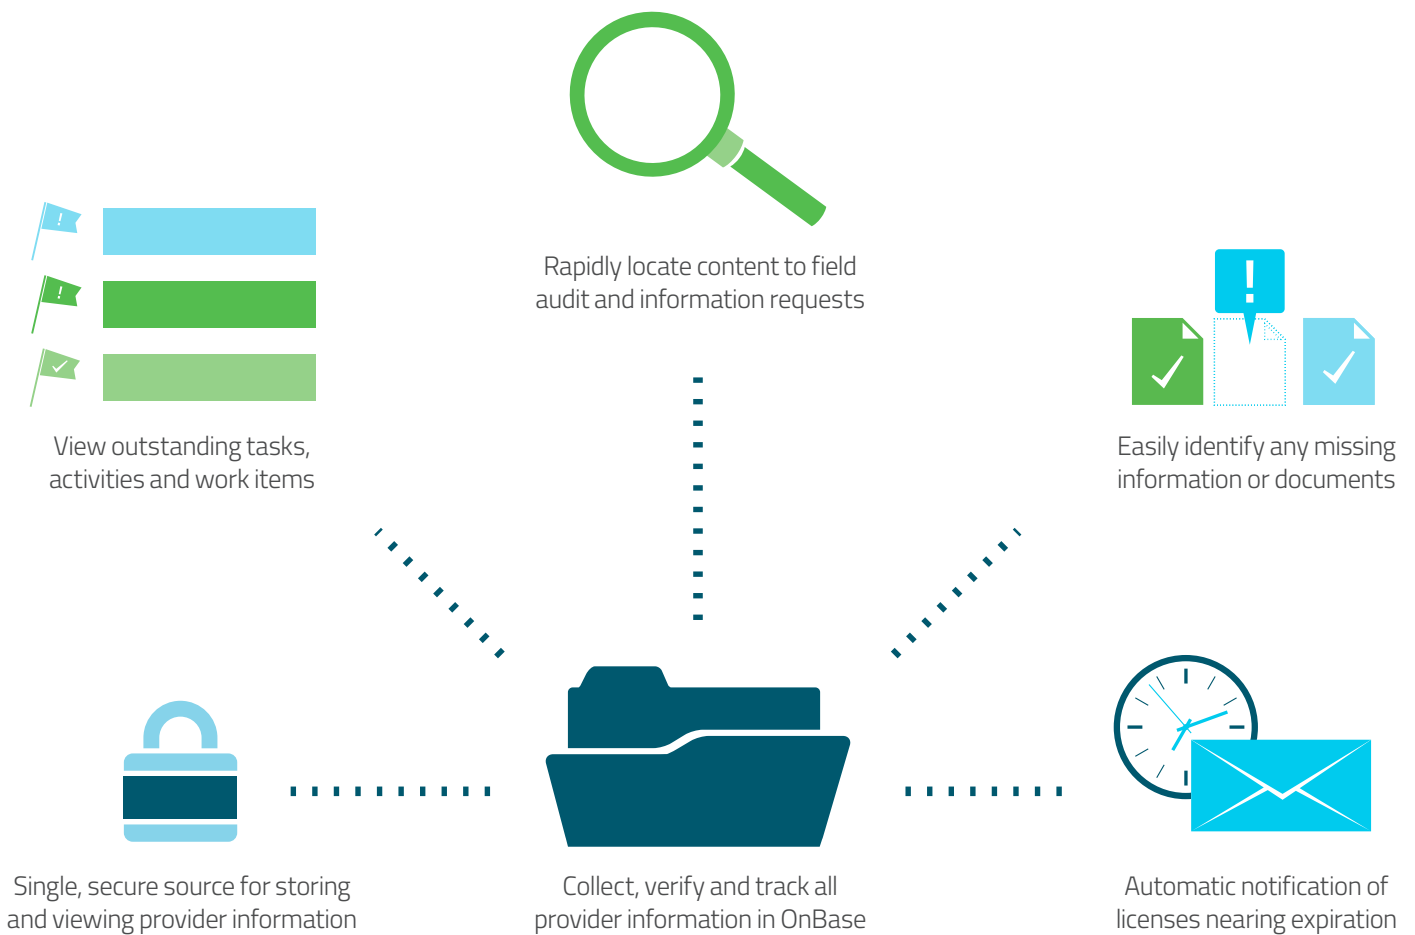 Rapidly locate content to field
audit and information requests
View outstanding tasks,
activities and work items
Easily identify any missing
information or documents
Single, secure source for storing
and viewing provider information
Collect, verify and track all
provider information in OnBase
Automatic notification of
licenses nearing expiration